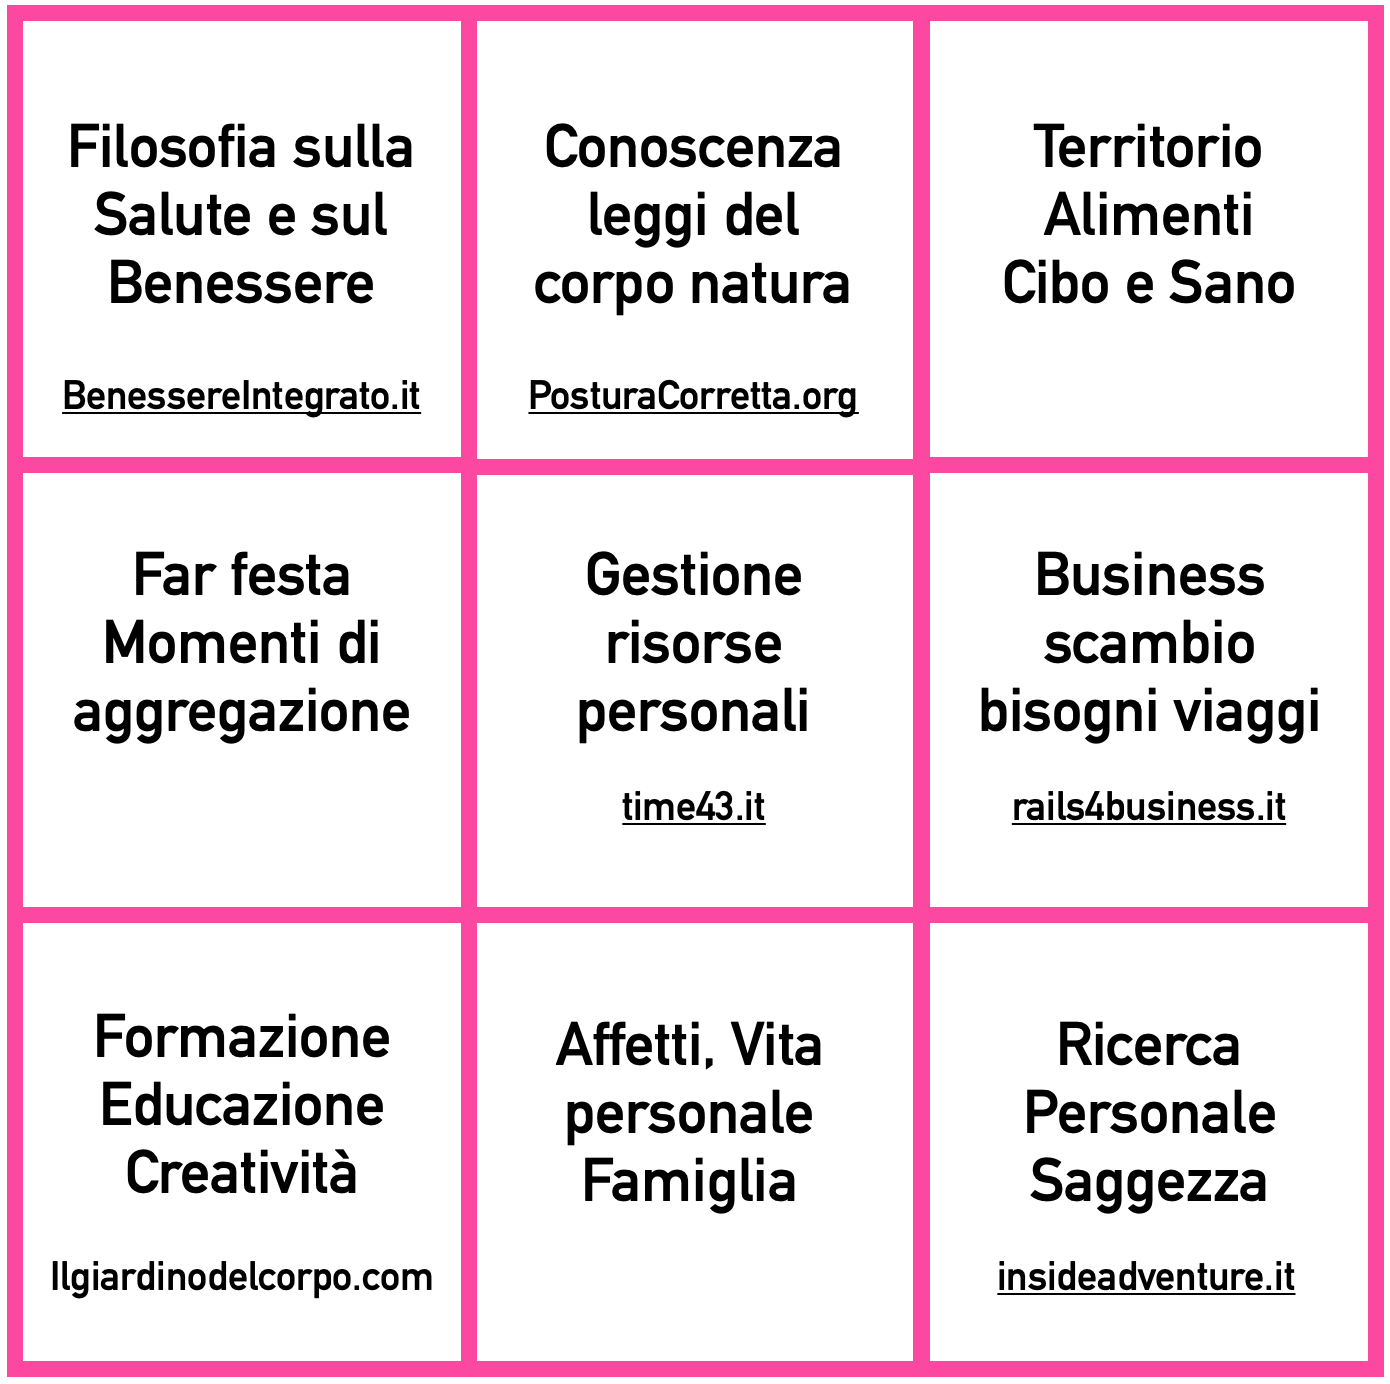 Filosofia sulla
Salute e sul
Benessere
BenessereIntegrato.it
Conoscenza
leggi del
corpo natura
PosturaCorretta.org
Territorio
Alimenti
Cibo e Sano
Far festa
Momenti di
aggregazione
Gestione
risorse
personali
time43.it
Business
scambio
bisogni viaggi
rails4business.it
Formazione
Educazione
Creatività
Ilgiardinodelcorpo.com
Affetti, Vita
personale
Famiglia
Ricerca
Personale
Saggezza
insideadventure.it